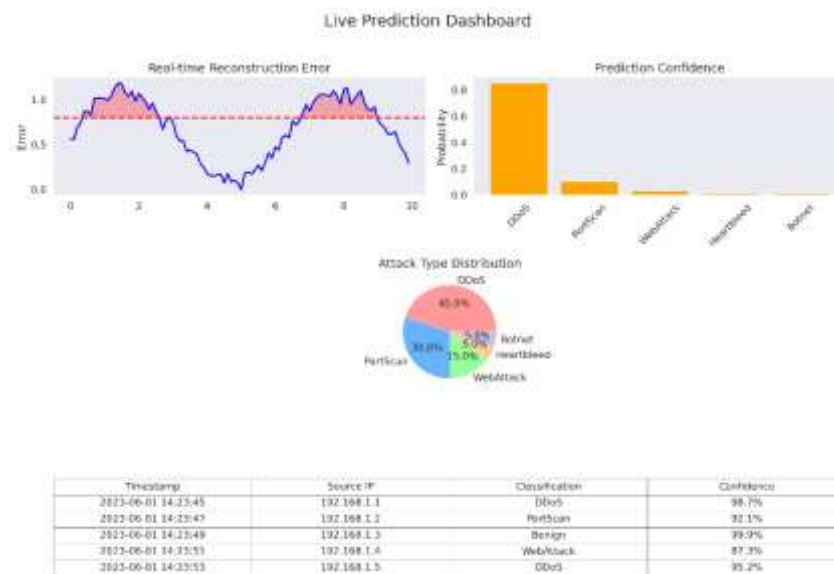 Live Prediction Dashboard
Real-time Reconstruction Error
Error
1.0
0.5
0.0
0 2 4 6 8 10
Prediction Confidence
Probability
0.8
0.6
0.4
0.2
0.0
DDoS PortScan WebAttack Heartbleed Botnet
Attack Type Distribution
DDoS
45.0%
PortScan
30.0%
WebAttack
15.0%
Heartbleed
5.0%
Botnet
5.0%
Timestamp Source IP Classification Confidence
2023-06-01 14:23:45 192.168.1.1 DDoS 98.7%
2023-06-01 14:23:47 192.168.1.2 PortScan 92.1%
2023-06-01 14:23:49 192.168.1.3 Benign 99.9%
2023-06-01 14:23:51 192.168.1.4 WebAttack 87.3%
2023-06-01 14:23:53 192.168.1.5 DDoS 95.2%